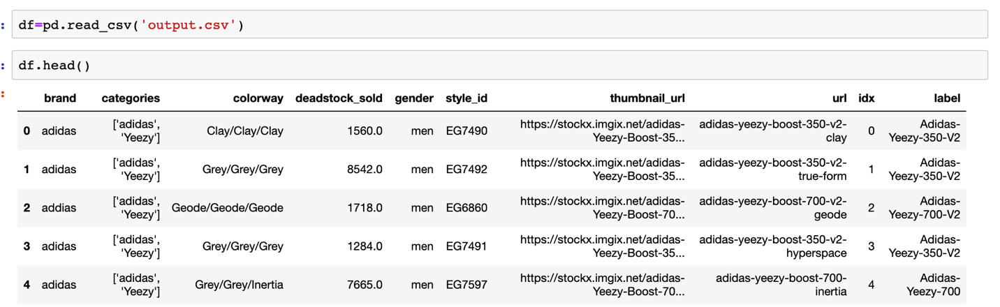 : df=pd.read_csv('output.csv')
: df.head()
:
brand categories colorway deadstock_sold gender style_id thumbnail_url url idx label
0 adidas ['adidas', 'Yeezy'] Clay/Clay/Clay 1560.0 men EG7490 https://stockx.imgix.net/adidas-Yeezy-Boost-35... adidas-yeezy-boost-350-v2-clay 0 Adidas-Yeezy-350-V2
1 adidas ['adidas', 'Yeezy'] Grey/Grey/Grey 8542.0 men EG7492 https://stockx.imgix.net/adidas-Yeezy-Boost-35... adidas-yeezy-boost-350-v2-true-form 1 Adidas-Yeezy-350-V2
2 addias ['adidas', 'Yeezy'] Geode/Geode/Geode 1718.0 men EG6860 https://stockx.imgix.net/adidas-Yeezy-Boost-70... adidas-yeezy-boost-700-v2-geode 2 Adidas-Yeezy-700-V2
3 adidas ['adidas', 'Yeezy'] Grey/Grey/Grey 1284.0 men EG7491 https://stockx.imgix.net/adidas-Yeezy-Boost-35... adidas-yeezy-boost-350-v2-hyperspace 3 Adidas-Yeezy-350-V2
4 adidas ['adidas', 'Yeezy'] Grey/Grey/Inertia 7665.0 men EG7597 https://stockx.imgix.net/adidas-Yeezy-Boost-70... adidas-yeezy-boost-700-inertia 4 Adidas-Yeezy-700